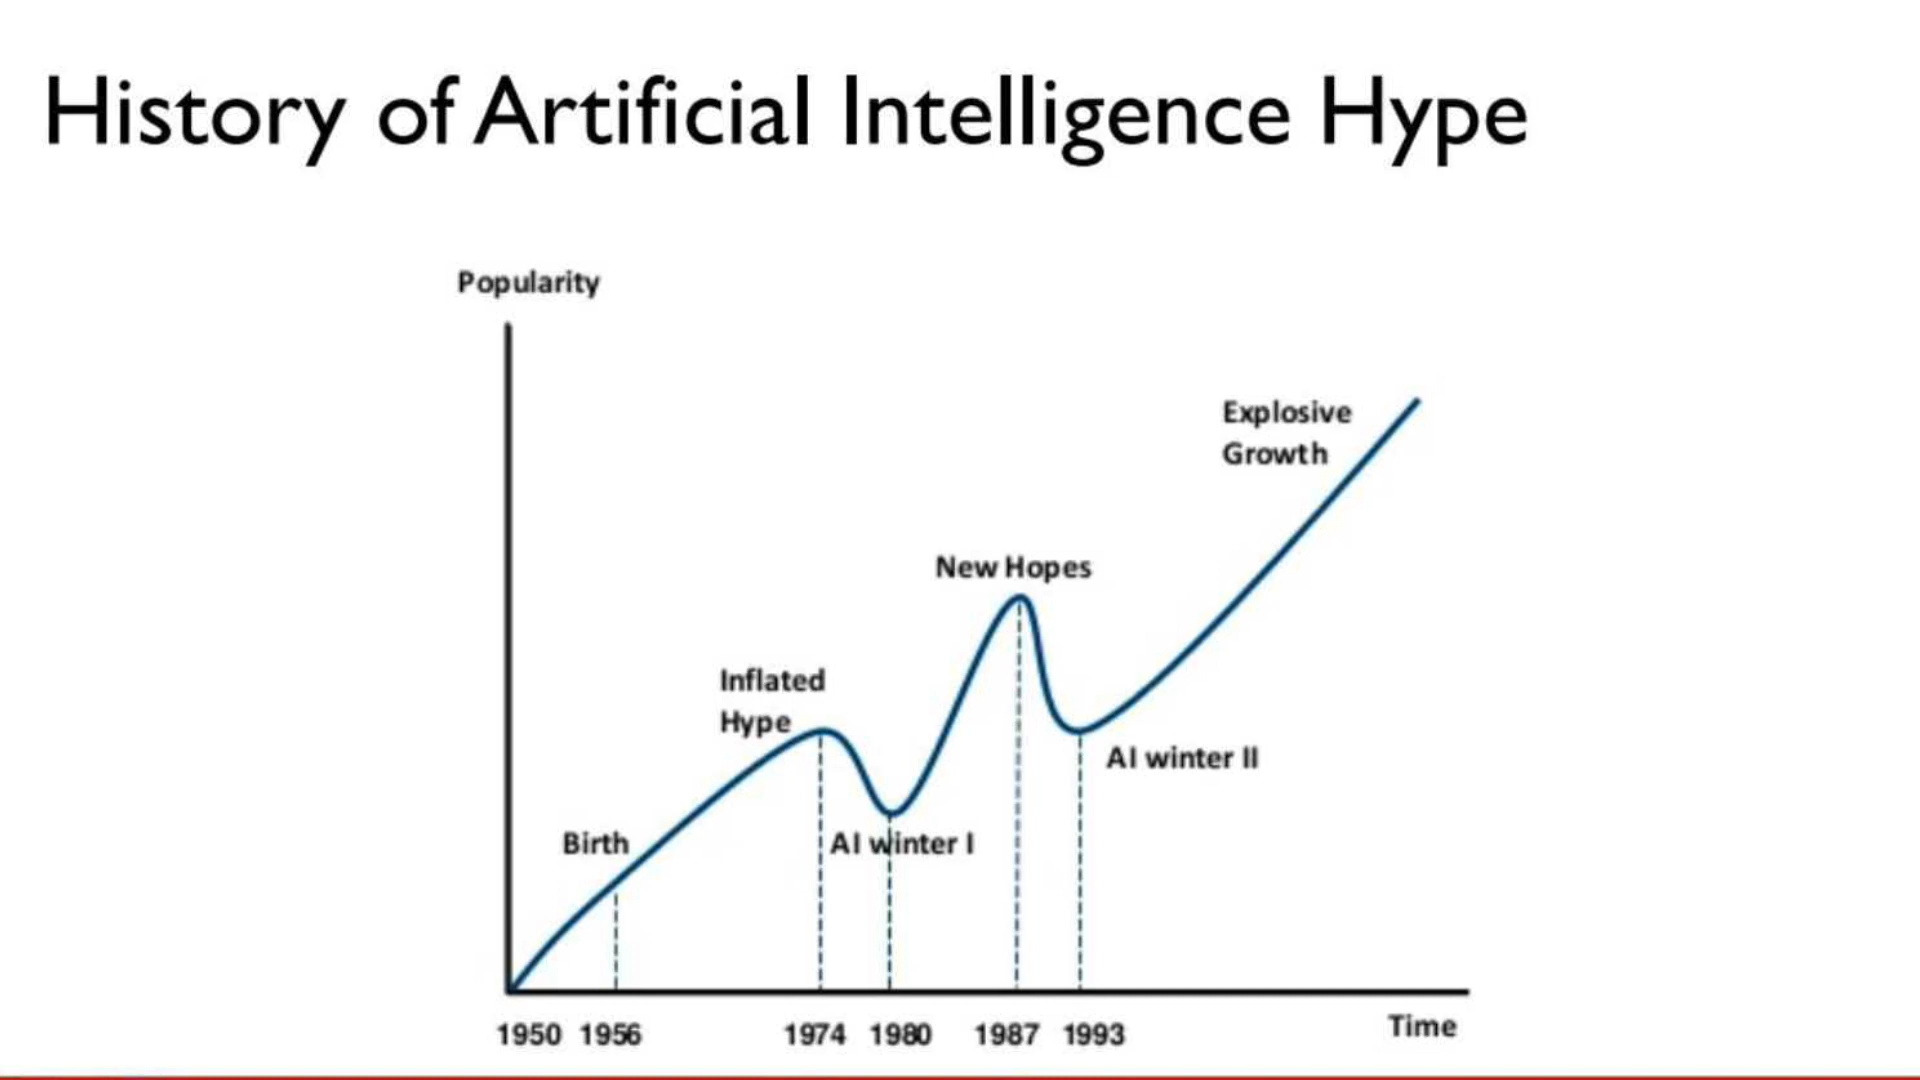 History of Artificial Intelligence Hype
Popularity
Explosive
Growth
New Hopes
Inflated
Hype
AI winter II
Birth
AI winter I
1950 1956 1974 1980 1987 1993
Time